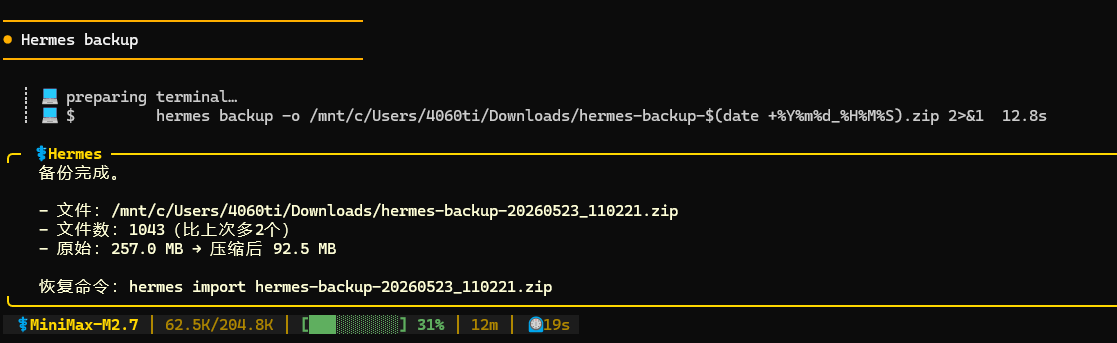 Hermes backup
preparing terminal…
$ hermes backup -o /mnt/c/Users/4060ti/Downloads/hermes-backup-$(date +%Y%m%d_%H%M%S).zip 2>&1 12.8s
Hermes
备份完成。
- 文件: /mnt/c/Users/4060ti/Downloads/hermes-backup-20260523_110221.zip
- 文件数: 1043 (比上次多2个)
- 原始: 257.0 MB → 压缩后 92.5 MB
恢复命令: hermes import hermes-backup-20260523_110221.zip
MiniMax-M2.7 │ 62.5K/204.8K │ [███░░░░░░░] 31% │ 12m │ 19s